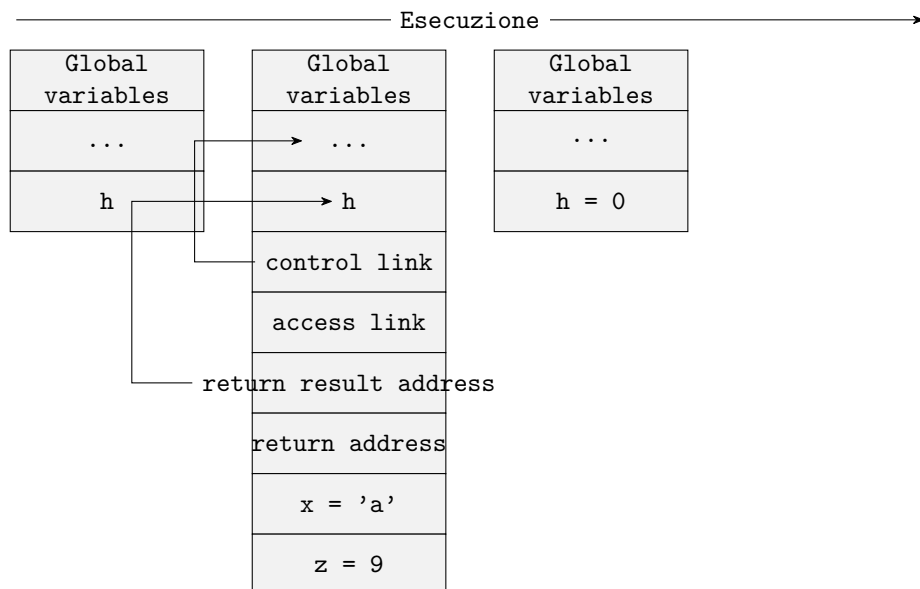 Esecuzione
Global
variables
...
h
Global
variables
...
h
control link
access link
return result address
return address
x = ’a’
z = 9
Global
variables
...
h = 0